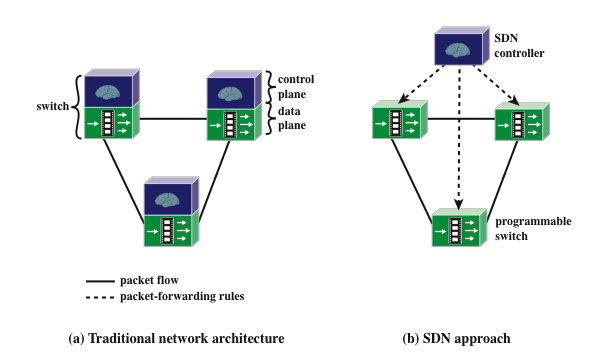 SDN
controller
control
plane
switch
data
plane
programmable
switch
packet flow
packet-forwarding rules
(a) Traditional network architecture
(b) SDN approach